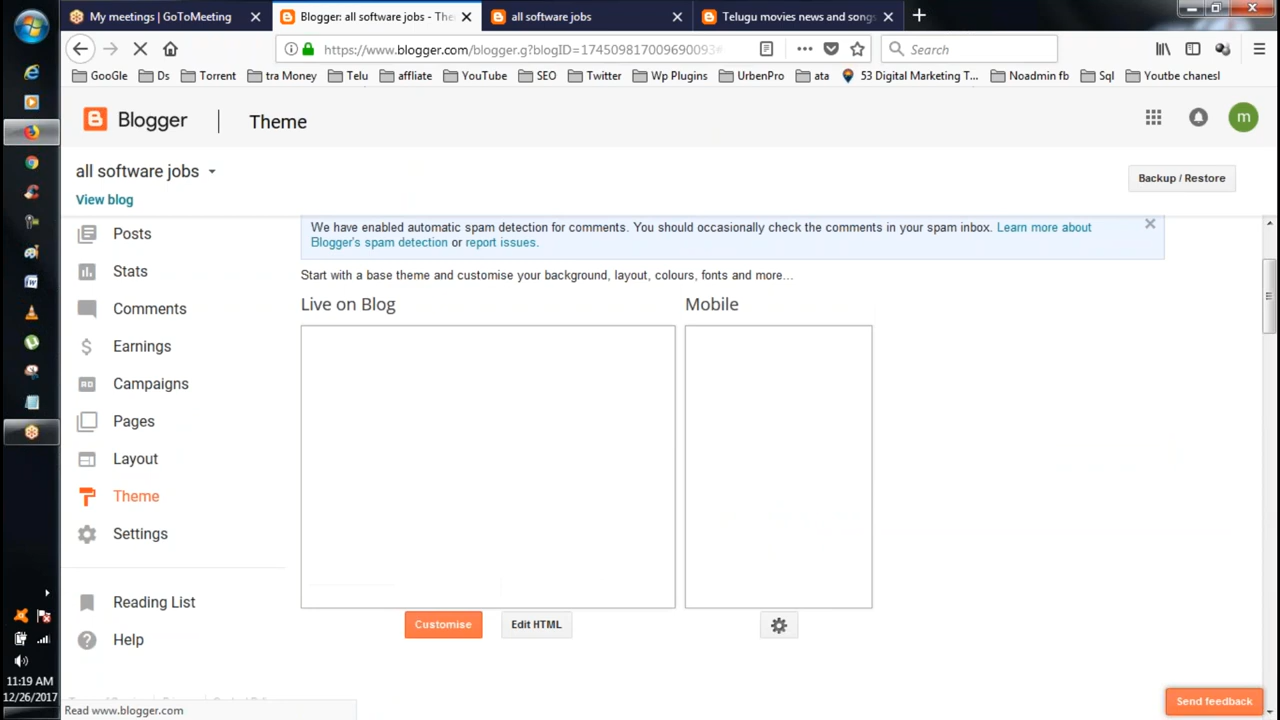 My meetings | GoToMeeting
Blogger: all software jobs - The
all software jobs
Telugu movies news and songs
https://www.blogger.com/blogger.g?blogID=174509817009690093
Search
GooGle
Ds
Torrent
tra Money
Telu
affliate
YouTube
SEO
Twitter
Wp Plugins
UrbenPro
ata
53 Digital Marketing T...
Noadmin fb
Sql
Youtbe chanesl
Blogger
Theme
m
all software jobs
Backup / Restore
View blog
We have enabled automatic spam detection for comments. You should occasionally check the comments in your spam inbox. Learn more about
Blogger's spam detection or report issues.
Start with a base theme and customise your background, layout, colours, fonts and more...
Live on Blog
Mobile
Posts
Stats
Comments
Earnings
Campaigns
Pages
Layout
Theme
Settings
Reading List
Help
Customise
Edit HTML
Send feedback
Read www.blogger.com
11:19 AM
12/26/2017